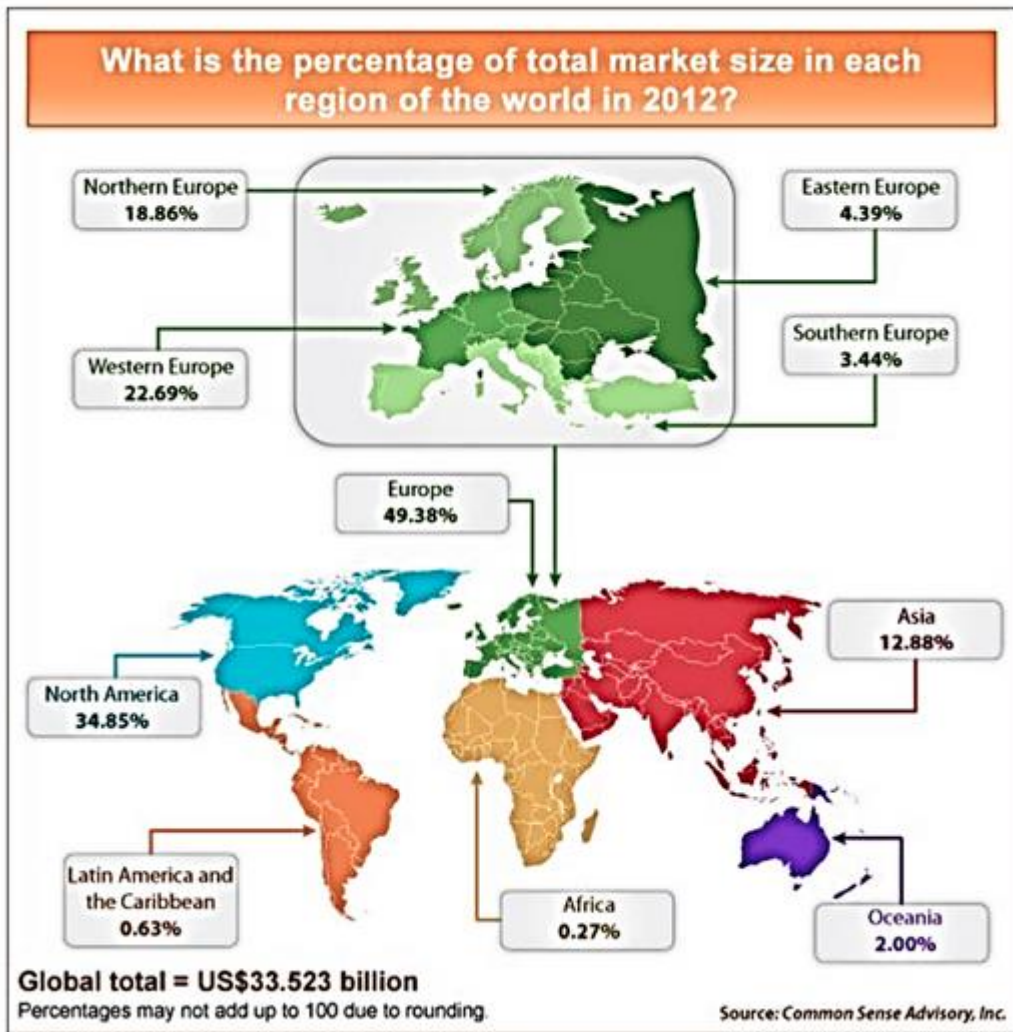 What is the percentage of total market size in each
region of the world in 2012?
Northern Europe
18.86%
Eastern Europe
4.39%
Western Europe
22.69%
Southern Europe
3.44%
Europe
49.38%
Asia
12.88%
North America
34.85%
Latin America and
the Caribbean
0.63%
Africa
0.27%
Oceania
2.00%
Global total = US$33.523 billion
Percentages may not add up to 100 due to rounding.
Source: Common Sense Advisory, Inc.